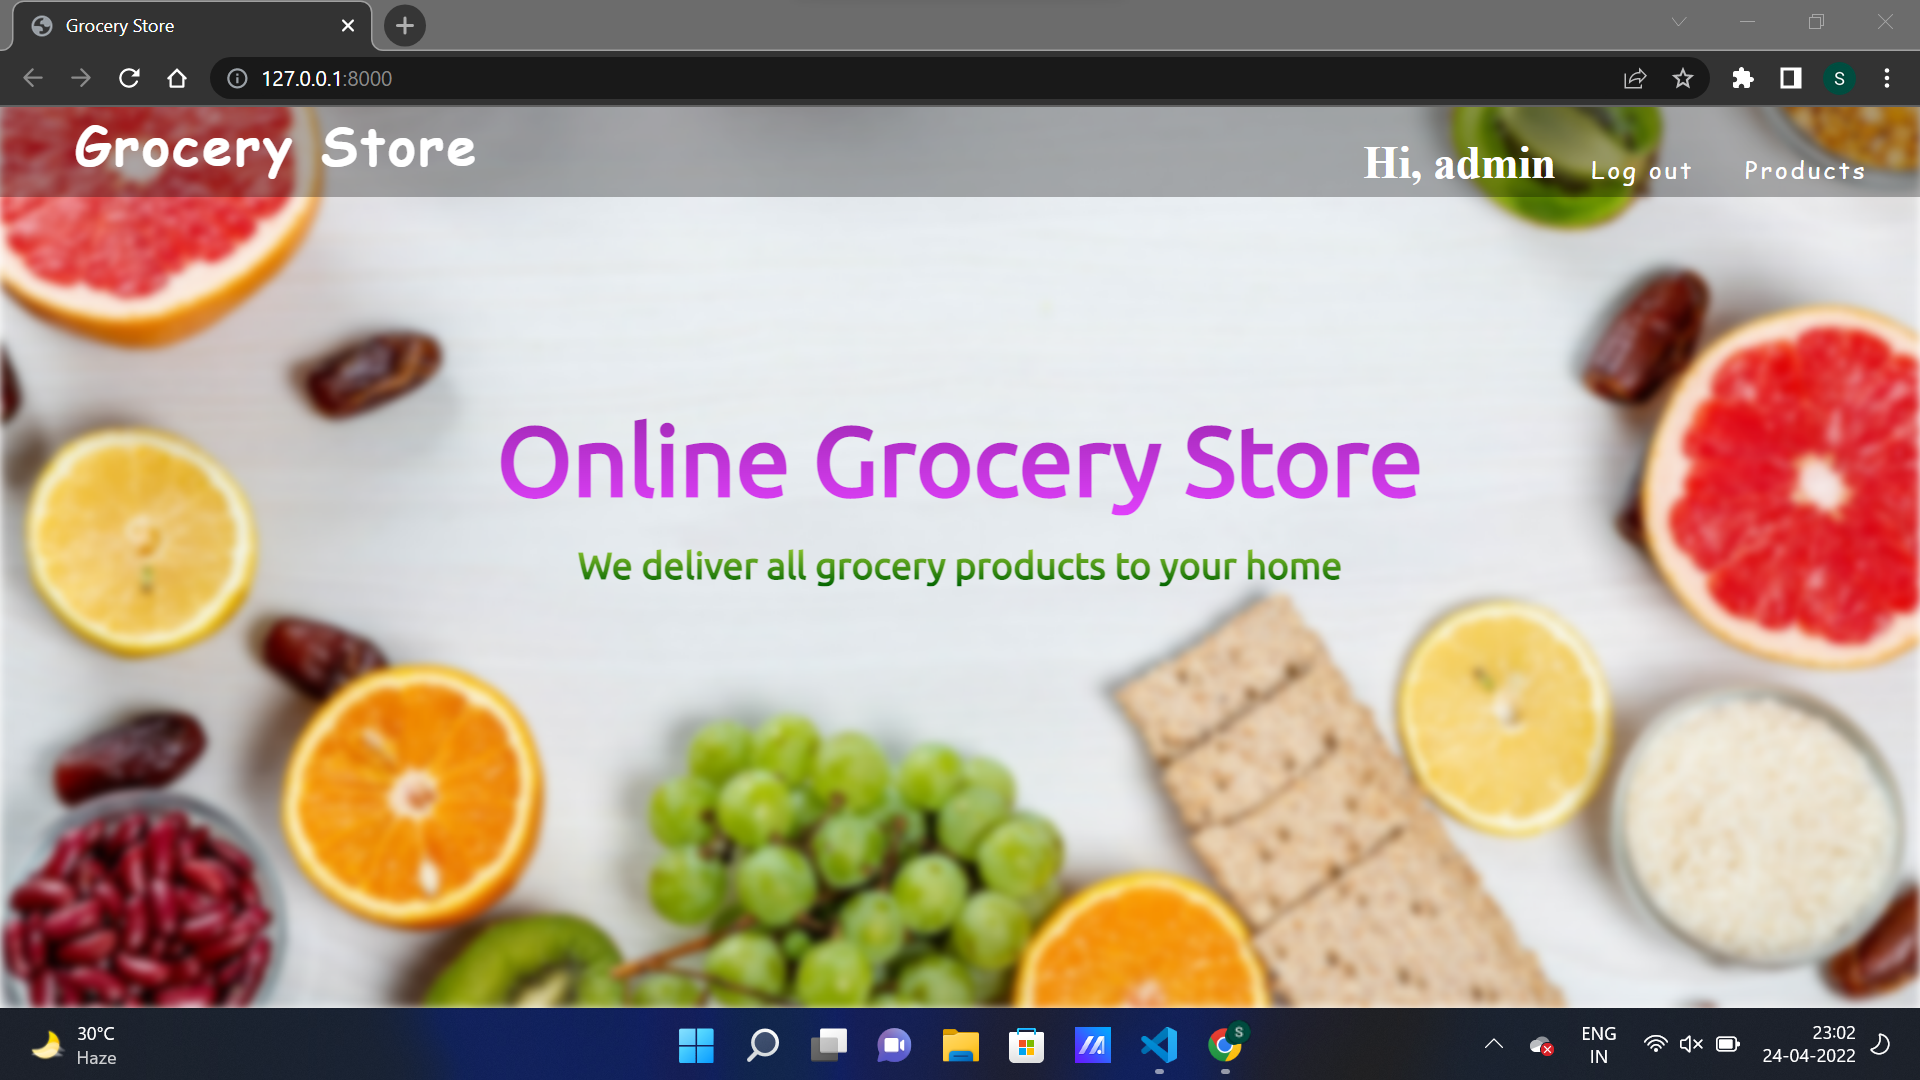 Grocery Store
127.0.0.1:8000
S
Grocery Store
Hi, admin
Log out
Products
Online Grocery Store
We deliver all grocery products to your home
30°C
Haze
S
ENG
IN
23:02
24-04-2022